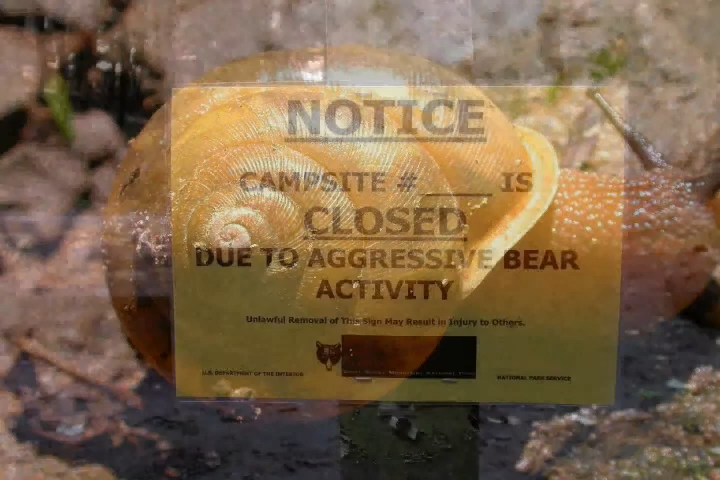 NOTICE
CAMPSITE # _____ IS
CLOSED
DUE TO AGGRESSIVE BEAR
ACTIVITY
Unlawful Removal of This Sign May Result in Injury to Others.
U.S. DEPARTMENT OF THE INTERIOR
NATIONAL PARK SERVICE